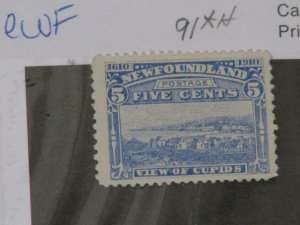 ewf
91**
Ca
Pri
1610 1910
NEWFOUNDLAND
POSTAGE
5 FIVE CENTS 5
VIEW OF CUPIDS